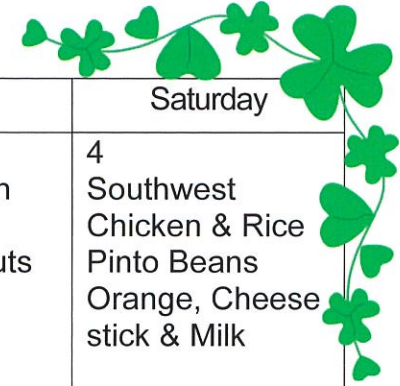 Saturday
4
Southwest
Chicken & Rice
Pinto Beans
Orange, Cheese
stick & Milk